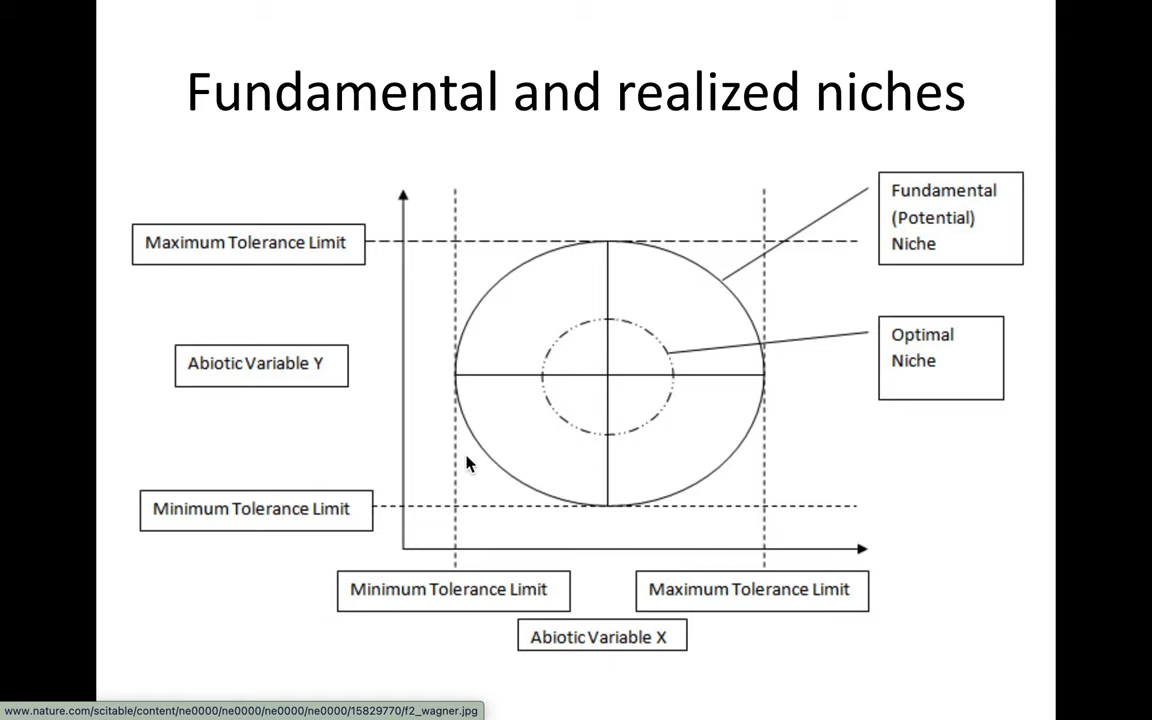 Fundamental and realized niches
Fundamental
(Potential)
Niche
Maximum Tolerance Limit
Optimal
Niche
Abiotic Variable Y
Minimum Tolerance Limit
Minimum Tolerance Limit
Maximum Tolerance Limit
Abiotic Variable X
www.nature.com/scitable/content/ne0000/ne0000/ne0000/ne0000/15829770/f2_wagner.jpg